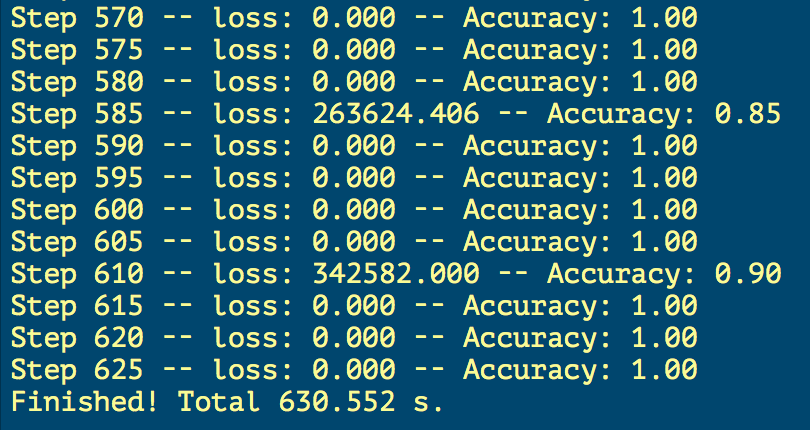 Step 570 -- loss: 0.000 -- Accuracy: 1.00
Step 575 -- loss: 0.000 -- Accuracy: 1.00
Step 580 -- loss: 0.000 -- Accuracy: 1.00
Step 585 -- loss: 263624.406 -- Accuracy: 0.85
Step 590 -- loss: 0.000 -- Accuracy: 1.00
Step 595 -- loss: 0.000 -- Accuracy: 1.00
Step 600 -- loss: 0.000 -- Accuracy: 1.00
Step 605 -- loss: 0.000 -- Accuracy: 1.00
Step 610 -- loss: 342582.000 -- Accuracy: 0.90
Step 615 -- loss: 0.000 -- Accuracy: 1.00
Step 620 -- loss: 0.000 -- Accuracy: 1.00
Step 625 -- loss: 0.000 -- Accuracy: 1.00
Finished! Total 630.552 s.